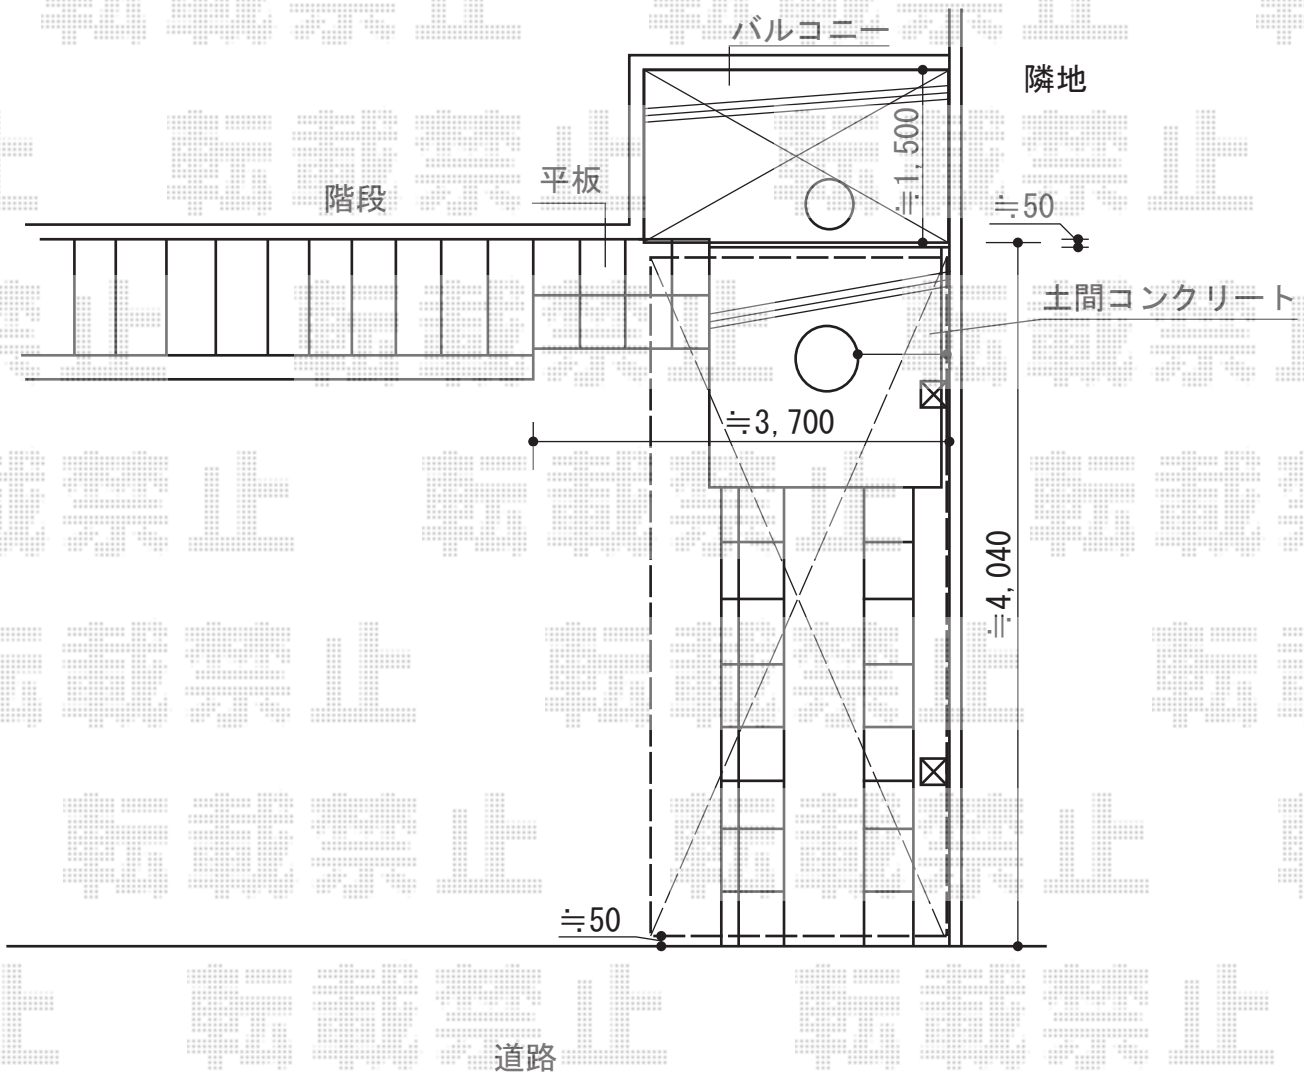 バルコニー
隣地
≒1,500
平板
階段
≒50
土間コンクリート
≒3,700
≒4,040
≒50
道路
転載禁止